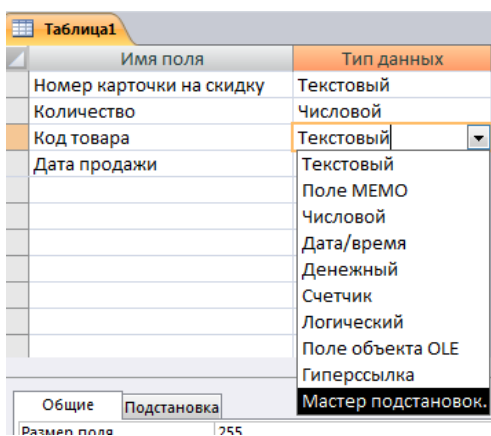 Таблица1
Имя поля Тип данных
Номер карточки на скидку Текстовый
Количество Числовой
Код товара Текстовый
Дата продажи Текстовый
Поле МЕМО
Числовой
Дата/время
Денежный
Счетчик
Логический
Поле объекта OLE
Гиперссылка
Мастер подстановок.
Общие Подстановка
Размер поля 255